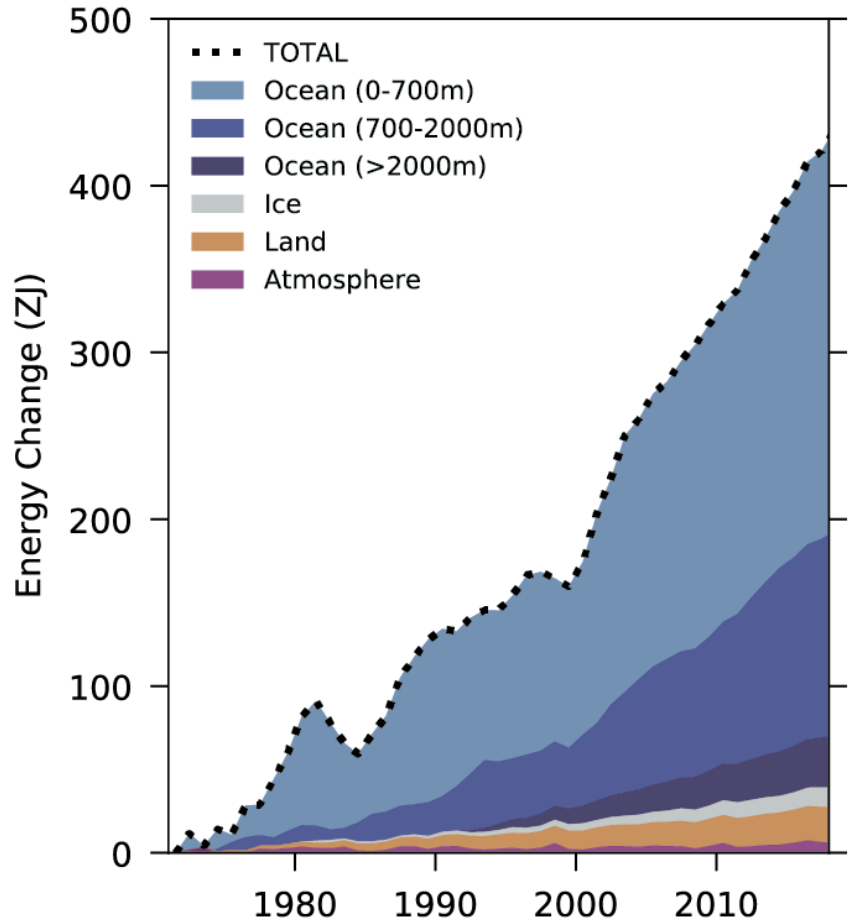 500
TOTAL
Ocean (0-700m)
Ocean (700-2000m)
Ocean (>2000m)
Ice
Land
Atmosphere
400
300
200
100
0
Energy Change (ZJ)
1980 1990 2000 2010